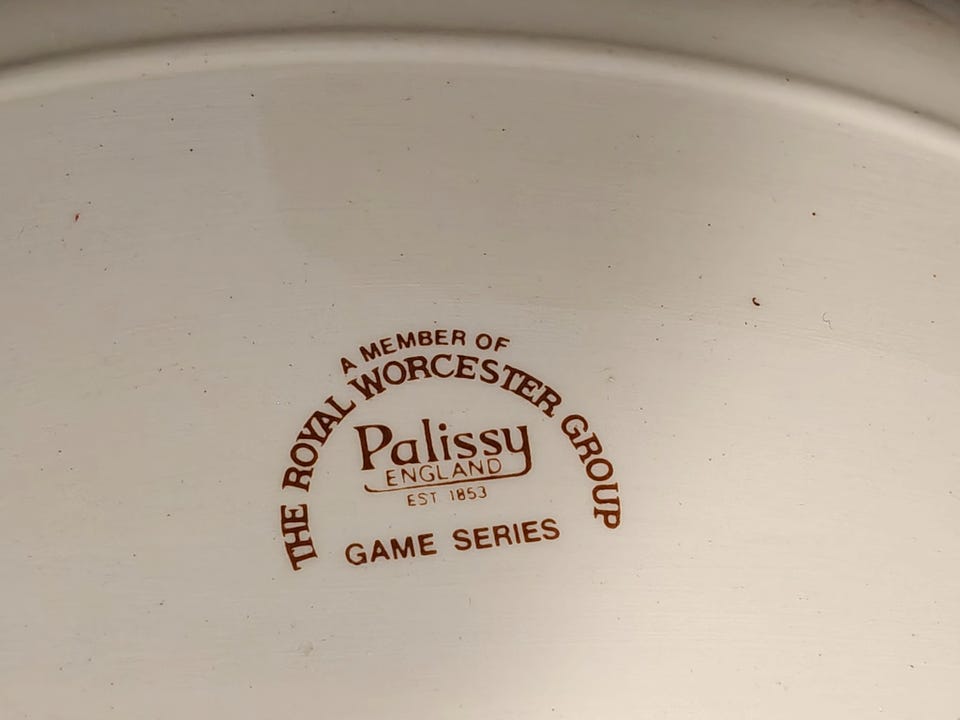 A MEMBER OF
THE ROYAL WORCESTER GROUP
Palissy
ENGLAND
EST 1853
GAME SERIES